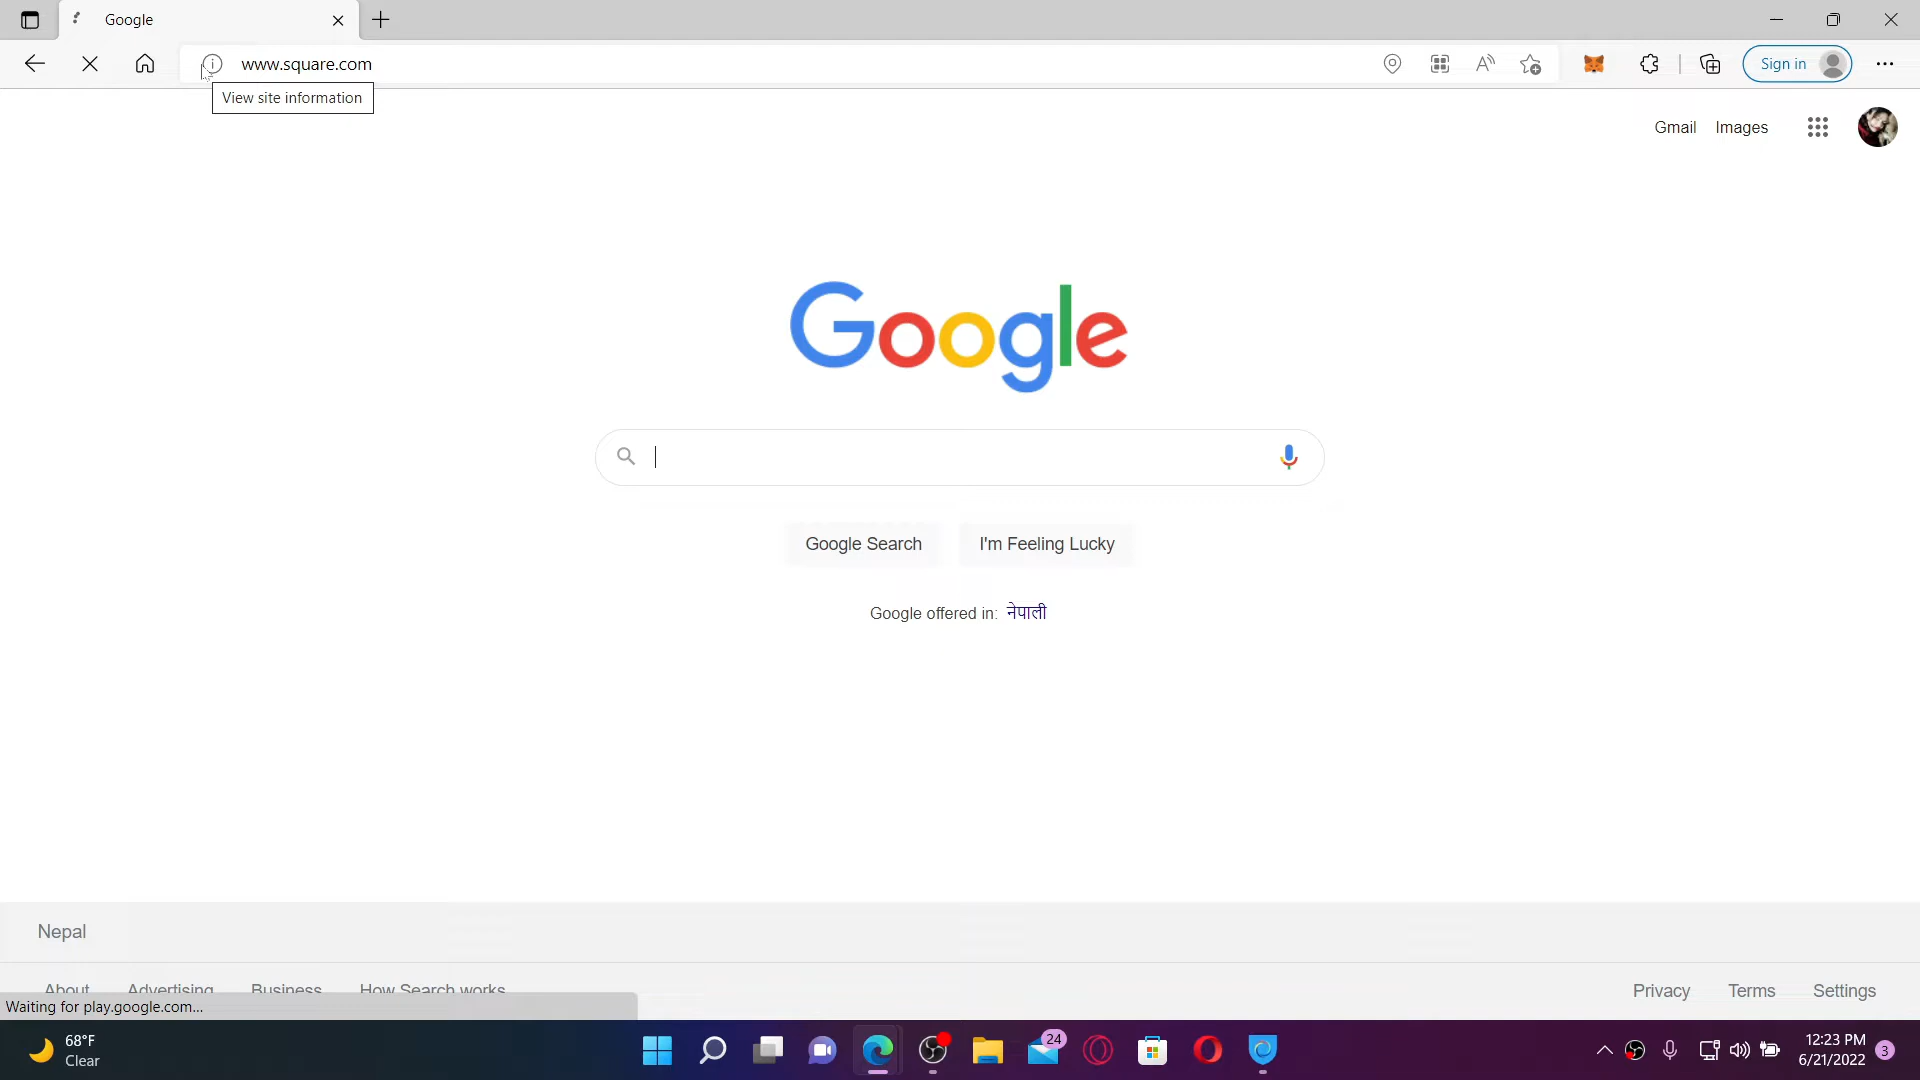 Google
www.square.com
Sign in
View site information
Gmail Images
Google
Google Search I'm Feeling Lucky
Google offered in: नेपाली
Nepal
About Advertising Business How Search works
Privacy Terms Settings
Waiting for play.google.com...
68°F
Clear
24
12:23 PM
6/21/2022
3